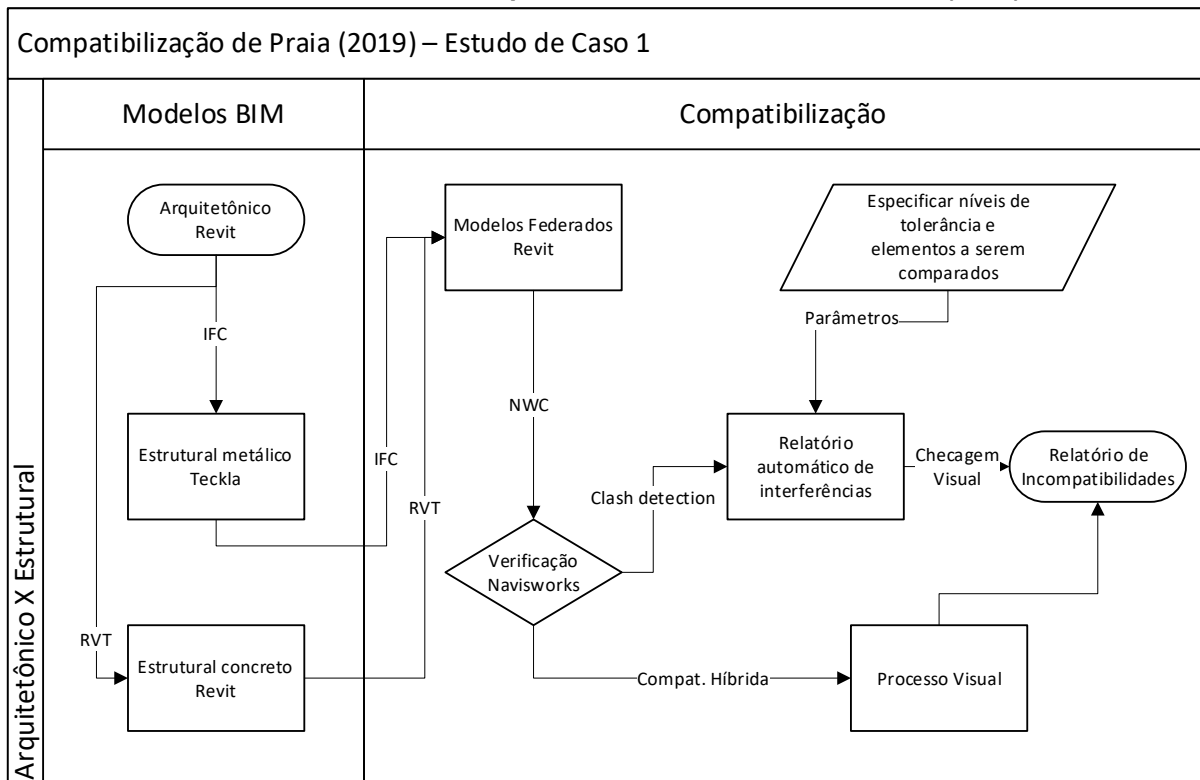 Compatibilização de Praia (2019) – Estudo de Caso 1
Modelos BIM
Compatibilização
Arquitetônico X Estrutural
Arquitetônico
Revit
IFC
Estrutural metálico
Teckla
RVT
Estrutural concreto
Revit
IFC
RVT
Modelos Federados
Revit
NWC
Verificação
Navisworks
Clash detection
Compat. Híbrida
Especificar níveis de
tolerância e
elementos a serem
comparados
Parâmetros
Relatório
automático de
interferências
Checagem
Visual
Relatório de
Incompatibilidades
Processo Visual